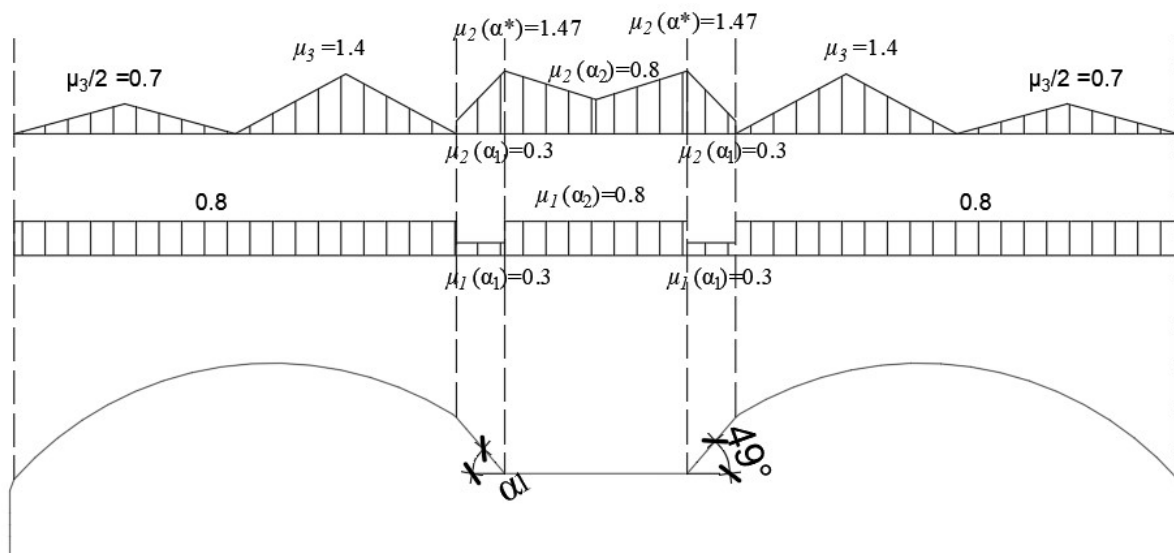 μ2(α*)=1.47
μ2(α*)=1.47
μ3/2 =0.7
μ3=1.4
μ2(α2)=0.8
μ3=1.4
μ3/2 =0.7
μ2(α1)=0.3
μ2(α1)=0.3
0.8
μ1(α2)=0.8
0.8
μ1(α1)=0.3
μ1(α1)=0.3
α1
49°